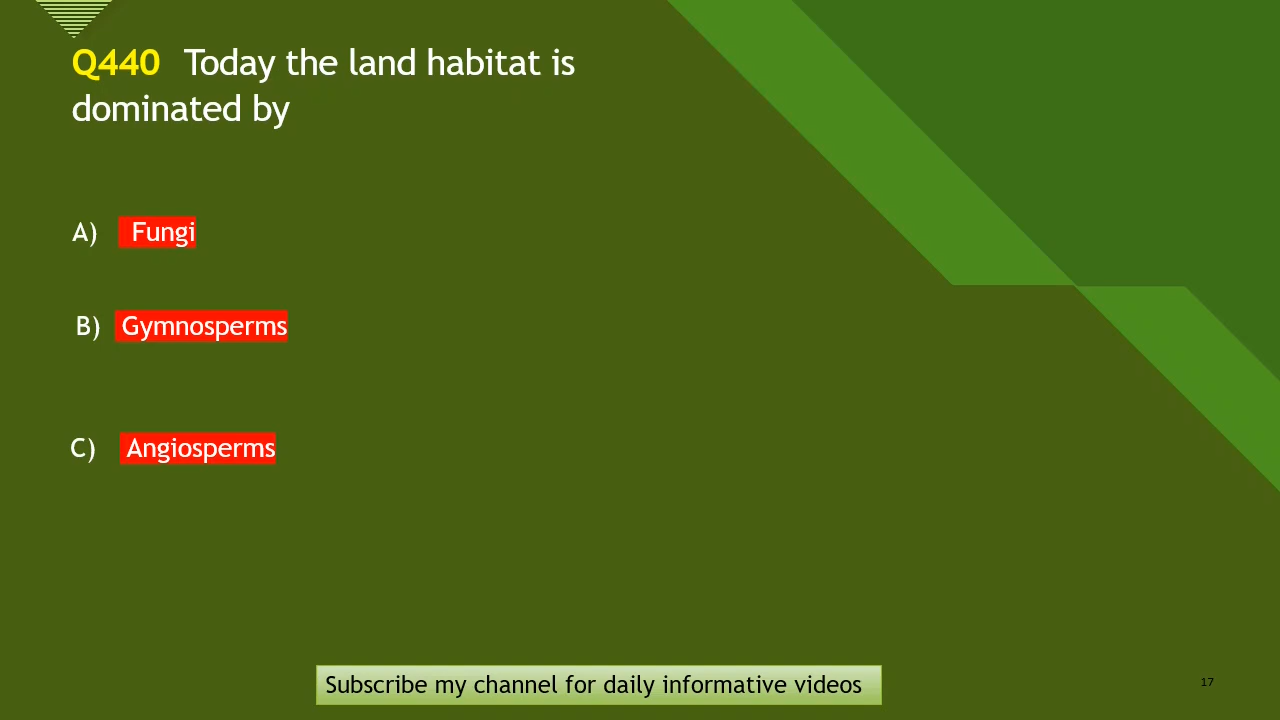 Q440 Today the land habitat is
dominated by
A) Fungi
B) Gymnosperms
C) Angiosperms
Subscribe my channel for daily informative videos
17